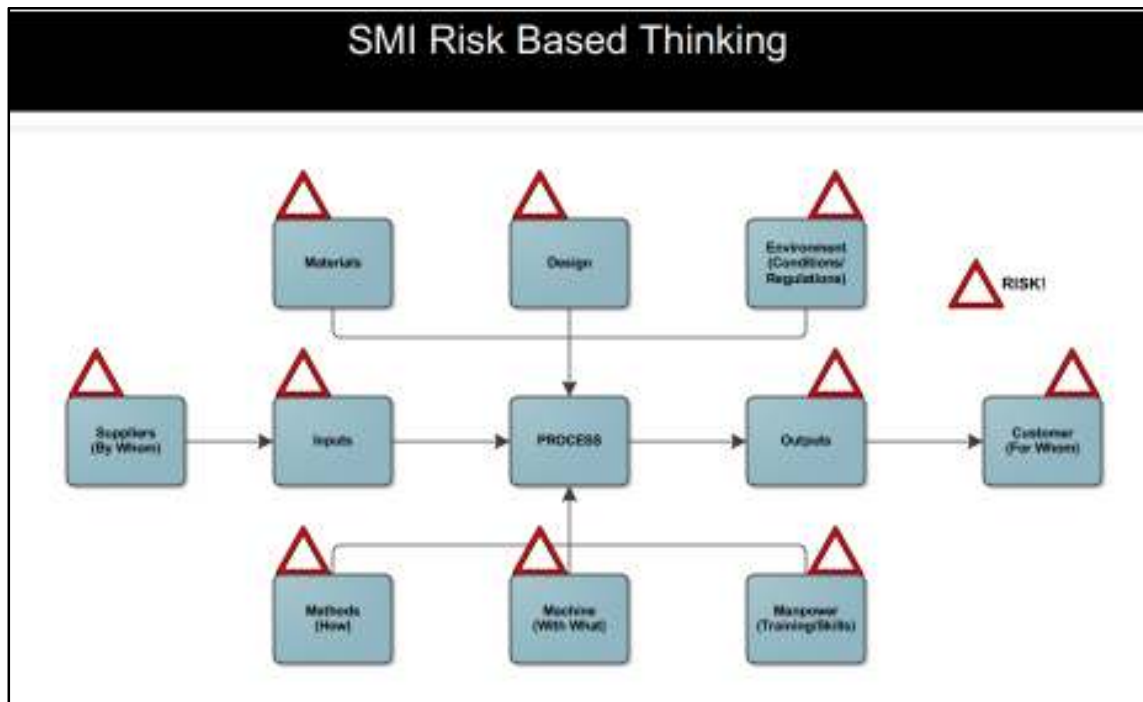 SMI Risk Based Thinking
Materials
Design
Environment
(Conditions/
Regulations)
RISK!
Suppliers
(By Whom)
Inputs
PROCESS
Outputs
Customer
(For Whom)
Methods
(How)
Machine
(With What)
Manpower
(Training/Skills)